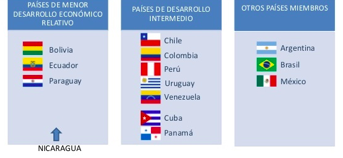 PAÍSES DE MENOR
DESARROLLO ECONÓMICO
RELATIVO
Bolivia
Ecuador
Paraguay
NICARAGUA
PAÍSES DE DESARROLLO
INTERMEDIO
Chile
Colombia
Perú
Uruguay
Venezuela
Cuba
Panamá
OTROS PAÍSES MIEMBROS
Argentina
Brasil
México